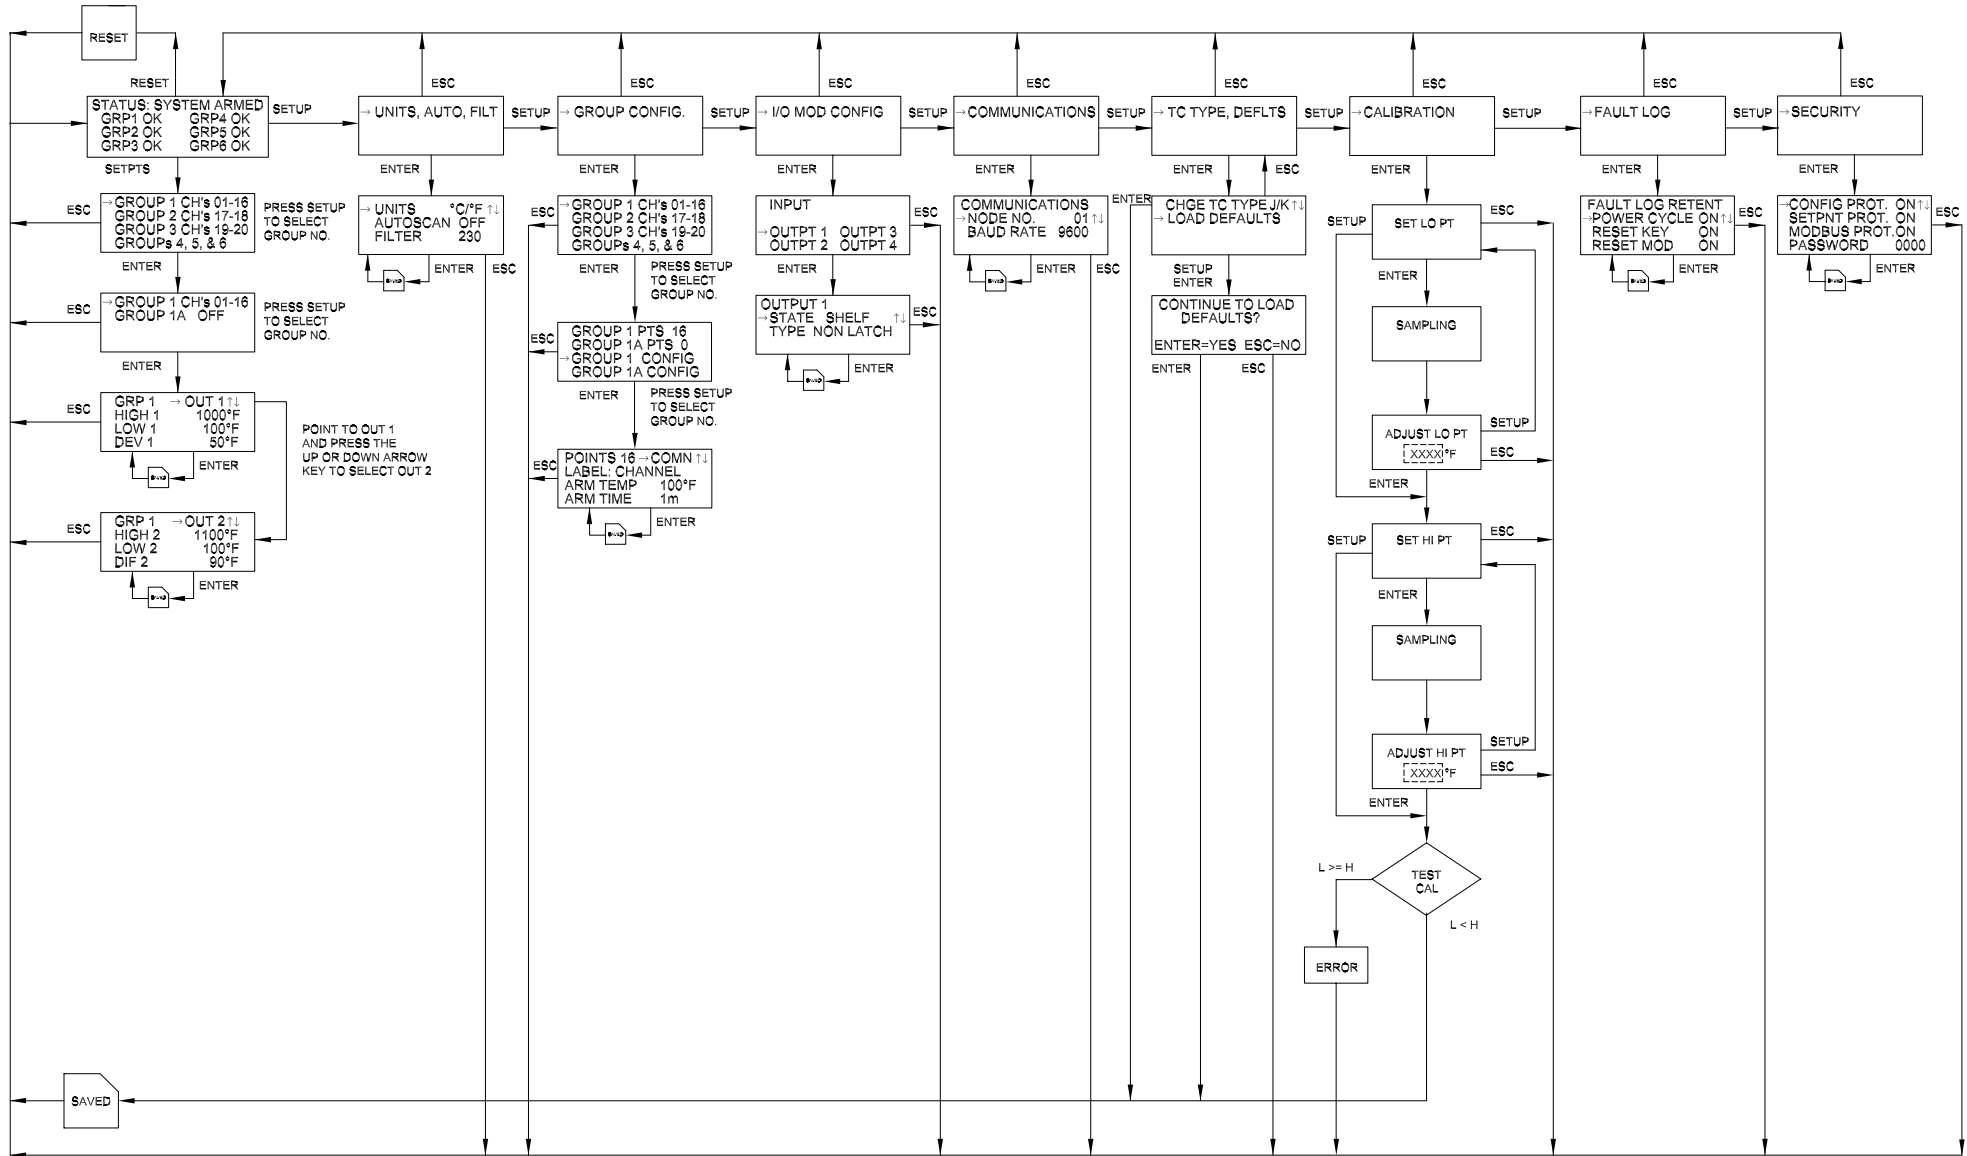 RESET
RESET
STATUS: SYSTEM ARMED
GRP1 OK GRP4 OK
GRP2 OK GRP5 OK
GRP3 OK GRP6 OK
SETUP
SETPTS
→GROUP 1 CH's 01-16
GROUP 2 CH's 17-18
GROUP 3 CH's 19-20
GROUPs 4, 5, & 6
ESC
PRESS SETUP
TO SELECT
GROUP NO.
ENTER
→GROUP 1 CH's 01-16
GROUP 1A OFF
ESC
PRESS SETUP
TO SELECT
GROUP NO.
ENTER
GRP 1 →OUT 1↑↓
HIGH 1 1000°F
LOW 1 100°F
DEV 1 50°F
ESC
ENTER
SAVED
POINT TO OUT 1
AND PRESS THE
UP OR DOWN ARROW
KEY TO SELECT OUT 2
GRP 1 →OUT 2↑↓
HIGH 2 1100°F
LOW 2 100°F
DIF 2 90°F
ESC
ENTER
SAVED
SAVED
ESC
→UNITS, AUTO, FILT
SETUP
ENTER
→UNITS °C/°F ↑↓
AUTOSCAN OFF
FILTER 230
ENTER
ESC
SAVED
ESC
→GROUP CONFIG.
SETUP
ENTER
→GROUP 1 CH's 01-16
GROUP 2 CH's 17-18
GROUP 3 CH's 19-20
GROUPs 4, 5, & 6
ESC
ENTER
PRESS SETUP
TO SELECT
GROUP NO.
GROUP 1 PTS 16
GROUP 1A PTS 0
→GROUP 1 CONFIG
GROUP 1A CONFIG
ESC
ENTER
PRESS SETUP
TO SELECT
GROUP NO.
POINTS 16→COMN↑↓
LABEL: CHANNEL
ARM TEMP 100°F
ARM TIME 1m
ESC
ENTER
SAVED
ESC
→I/O MOD CONFIG
SETUP
ENTER
INPUT
→OUTPT 1 OUTPT 3
OUTPT 2 OUTPT 4
ESC
ENTER
OUTPUT 1
→STATE SHELF ↑↓
TYPE NON LATCH
ESC
ENTER
SAVED
ESC
→COMMUNICATIONS
SETUP
ENTER
COMMUNICATIONS
→NODE NO. 01↑↓
BAUD RATE 9600
ENTER
ESC
SAVED
ESC
→TC TYPE, DEFLTS
SETUP
ENTER
ESC
ENTER
CHGE TC TYPE J/K↑↓
→LOAD DEFAULTS
SETUP
ENTER
CONTINUE TO LOAD
DEFAULTS?
ENTER=YES ESC=NO
ENTER
ESC
ESC
→CALIBRATION
SETUP
ENTER
SET LO PT
SETUP
ESC
ENTER
SAMPLING
ADJUST LO PT
XXXX °F
SETUP
ESC
ENTER
SET HI PT
SETUP
ESC
ENTER
SAMPLING
ADJUST HI PT
XXXX °F
SETUP
ESC
ENTER
TEST
CAL
L >= H
L < H
ERROR
ESC
→FAULT LOG
SETUP
ENTER
FAULT LOG RETENT
→POWER CYCLE ON↑↓
RESET KEY ON
RESET MOD ON
ESC
ENTER
SAVED
ESC
→SECURITY
ENTER
→CONFIG PROT. ON↑↓
SETPNT PROT. ON
MODBUS PROT. ON
PASSWORD 0000
ESC
ENTER
SAVED